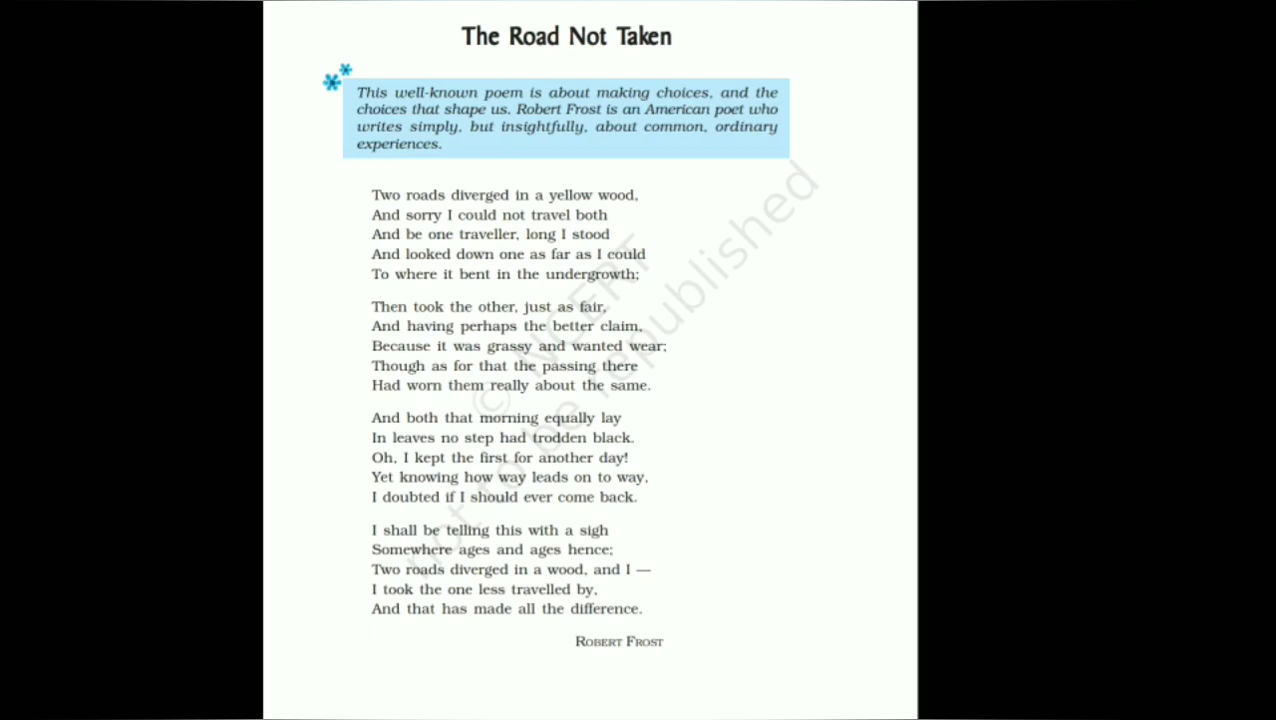 The Road Not Taken
This well-known poem is about making choices, and the
choices that shape us. Robert Frost is an American poet who
writes simply, but insightfully, about common, ordinary
experiences.
Two roads diverged in a yellow wood,
And sorry I could not travel both
And be one traveller, long I stood
And looked down one as far as I could
To where it bent in the undergrowth;
Then took the other, just as fair,
And having perhaps the better claim,
Because it was grassy and wanted wear;
Though as for that the passing there
Had worn them really about the same.
And both that morning equally lay
In leaves no step had trodden black.
Oh, I kept the first for another day!
Yet knowing how way leads on to way,
I doubted if I should ever come back.
I shall be telling this with a sigh
Somewhere ages and ages hence;
Two roads diverged in a wood, and I —
I took the one less travelled by,
And that has made all the difference.
ROBERT FROST
© NCERT
not to be republished